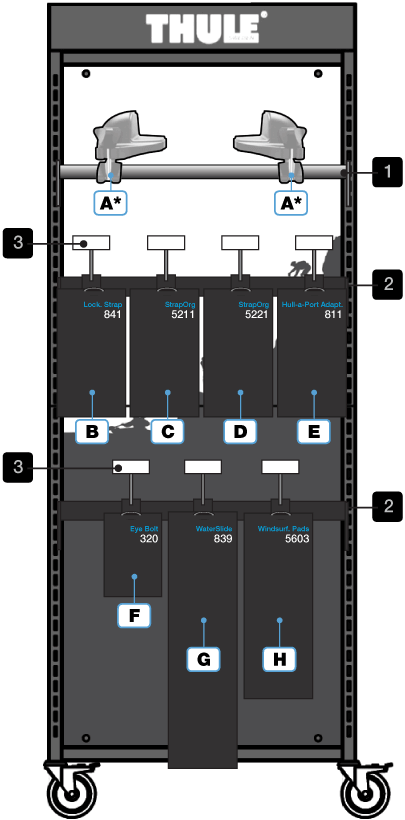 THULE
1
A*
A*
3
2
Lock. Strap
841
StrapOrg
5211
StrapOrg
5221
Hull-a-Port Adapt.
811
B
C
D
E
3
2
Eye Bolt
320
WaterSlide
839
Windsurf. Pads
5603
F
G
H